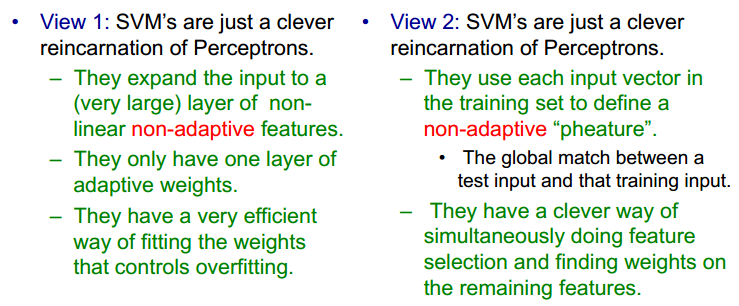 • View 1: SVM’s are just a clever
reincarnation of Perceptrons.
– They expand the input to a
(very large) layer of non-
linear non-adaptive features.
– They only have one layer of
adaptive weights.
– They have a very efficient
way of fitting the weights
that controls overfitting.
• View 2: SVM’s are just a clever
reincarnation of Perceptrons.
– They use each input vector in
the training set to define a
non-adaptive “pheature”.
• The global match between a
test input and that training input.
– They have a clever way of
simultaneously doing feature
selection and finding weights on
the remaining features.